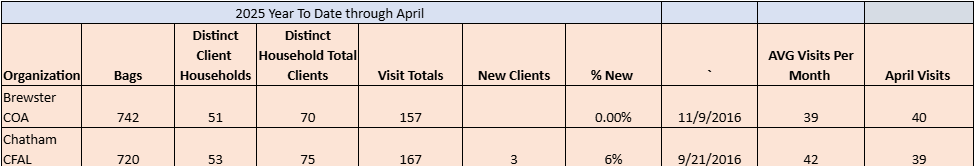 2025 Year To Date through April
Organization Bags Distinct Client Households Distinct Household Total Clients Visit Totals New Clients % New ` AVG Visits Per Month April Visits
Brewster COA 742 51 70 157 0.00% 11/9/2016 39 40
Chatham CFAL 720 53 75 167 3 6% 9/21/2016 42 39